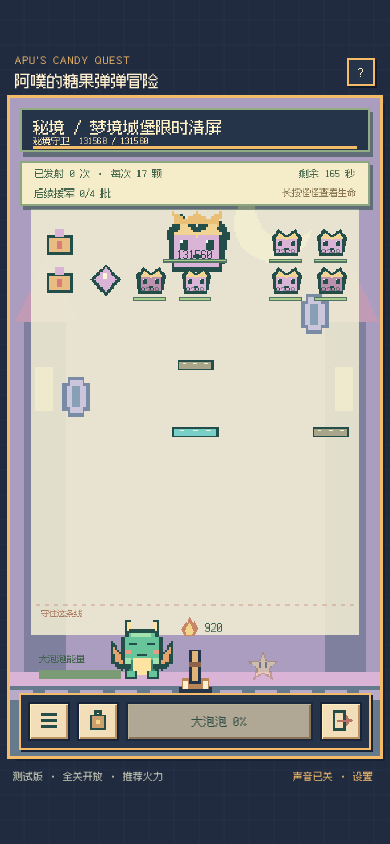 APU'S CANDY QUEST
阿噗的糖果弹弹冒险
?
秘境 / 梦境城堡限时清屏
秘境守卫 131560 / 131560
已发射 0 次 · 每次 17 颗
剩余 165 秒
后续援军 0/4 批
长按怪怪查看生命
131560
守住这条线
920
大泡泡能量
大泡泡 0%
测试版 · 全关开放 · 推荐火力
声音已关 · 设置